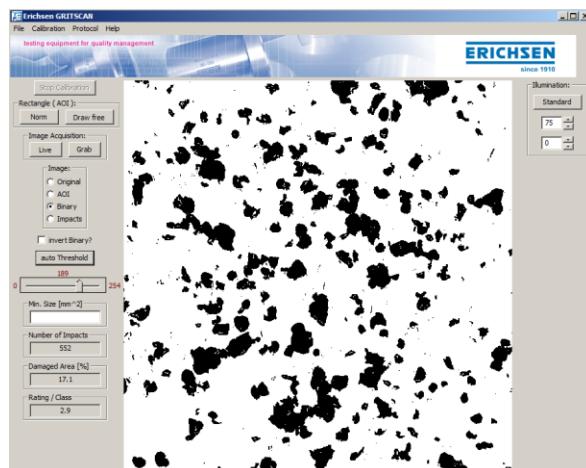 Erichsen GRITSCAN
File Calibration Protocol Help
testing equipment for quality management
ERICHSEN
since 1910
Stop Calibration
Rectangle ( AOI ):
Norm Draw free
Image Acquisition:
Live Grab
Image:
Original
AOI
Binary
Impacts
invert Binary?
auto Threshold
189
0 254
Min. Size [mm^2]
Number of Impacts
552
Damaged Area [%]
17.1
Rating / Class
2.9
Illumination:
Standard
75
0